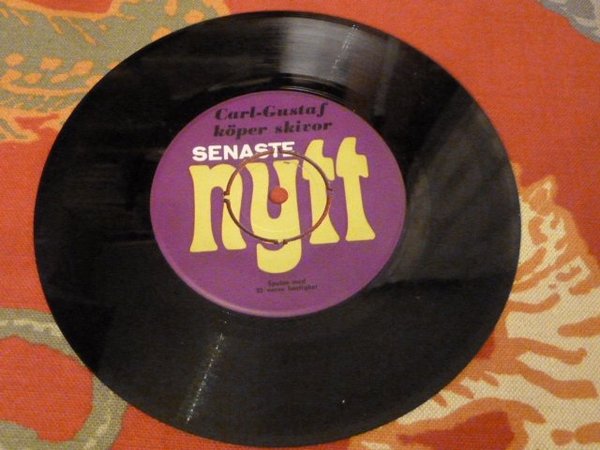 Carl-Gustaf
köper skivor
SENASTE
nytt
Spelas med
33 varvs hastighet